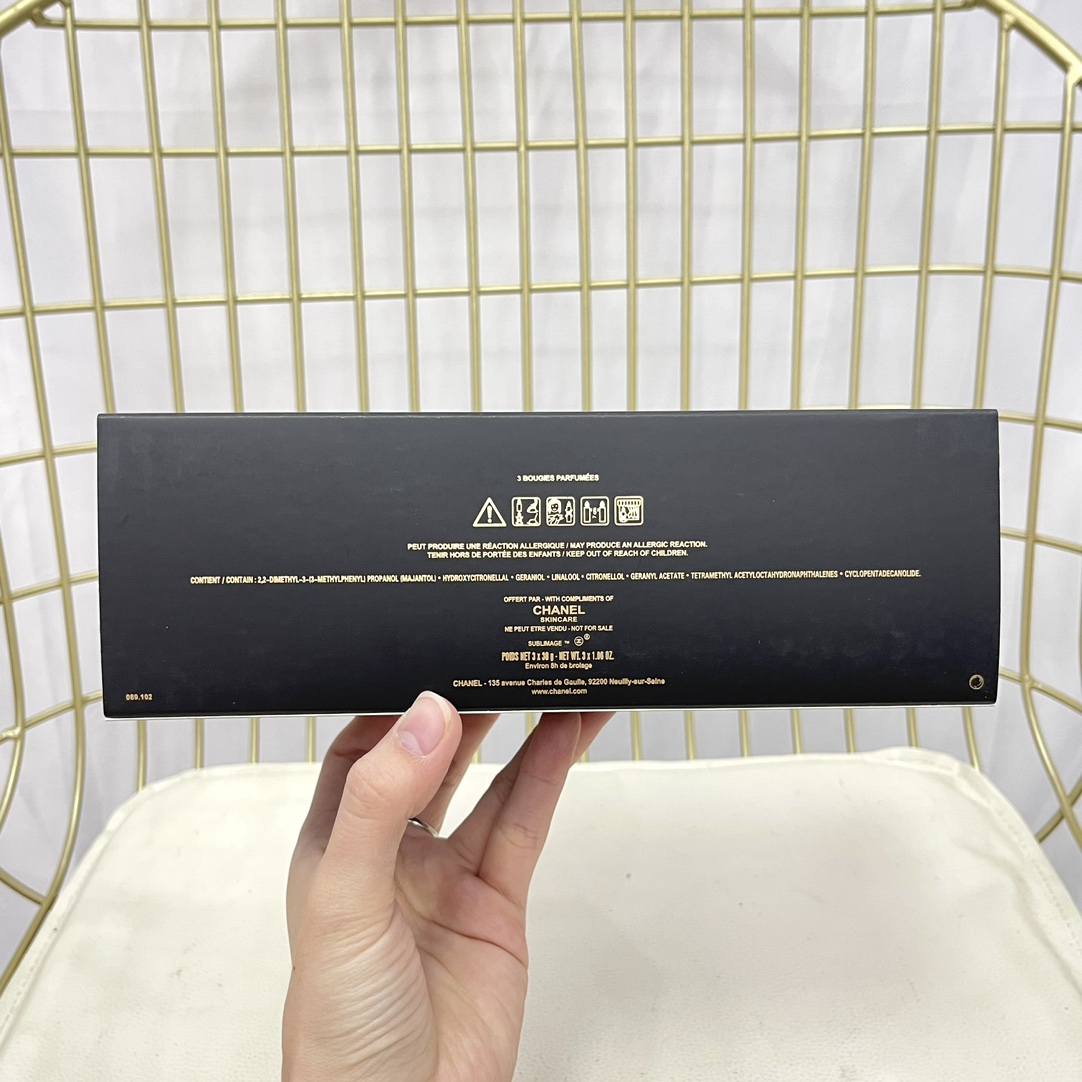 3 BOUGIES PARFUMÉES
PEUT PRODUIRE UNE RÉACTION ALLERGIQUE / MAY PRODUCE AN ALLERGIC REACTION.
TENIR HORS DE PORTÉE DES ENFANTS / KEEP OUT OF REACH OF CHILDREN.
CONTIENT / CONTAIN : 2,2-DIMETHYL-3-(3-METHYLPHENYL) PROPANOL (MAJANTOL) • HYDROXYCITRONELLAL • GERANIOL • LINALOOL • CITRONELLOL • GERANYL ACETATE • TETRAMETHYL ACETYLOCTAHYDRONAPHTHALENES • CYCLOPENTADECANOLIDE.
OFFERT PAR - WITH COMPLIMENTS OF
CHANEL
SKINCARE
NE PEUT ETRE VENDU - NOT FOR SALE
SUBLIMAGE ™ ®
POIDS NET 3 x 30 g - NET WT. 3 x 1.06 OZ.
Environ 8h de brolage
CHANEL - 135 avenue Charles de Gaulle, 92200 Neuilly-sur-Seine
www.chanel.com
089.102